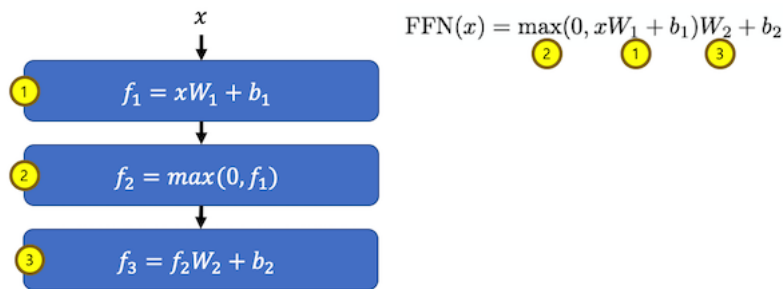 x
FFN(x) = max(0, xW₁ + b₁)W₂ + b₂
2 1 3
1 f₁ = xW₁ + b₁
2 f₂ = max(0, f₁)
3 f₃ = f₂W₂ + b₂